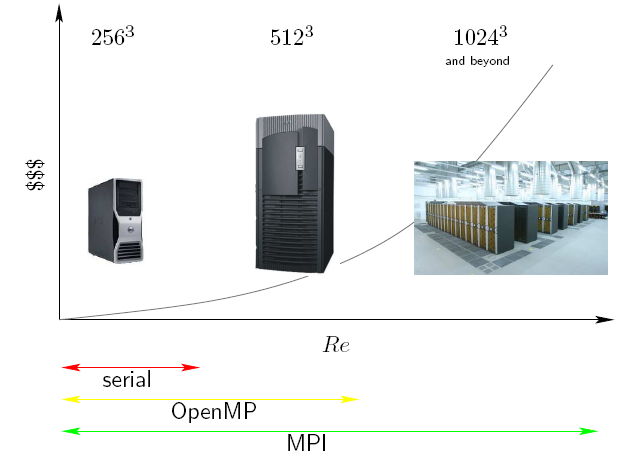 256³
512³
1024³
and beyond
$$$
Re
serial
OpenMP
MPI